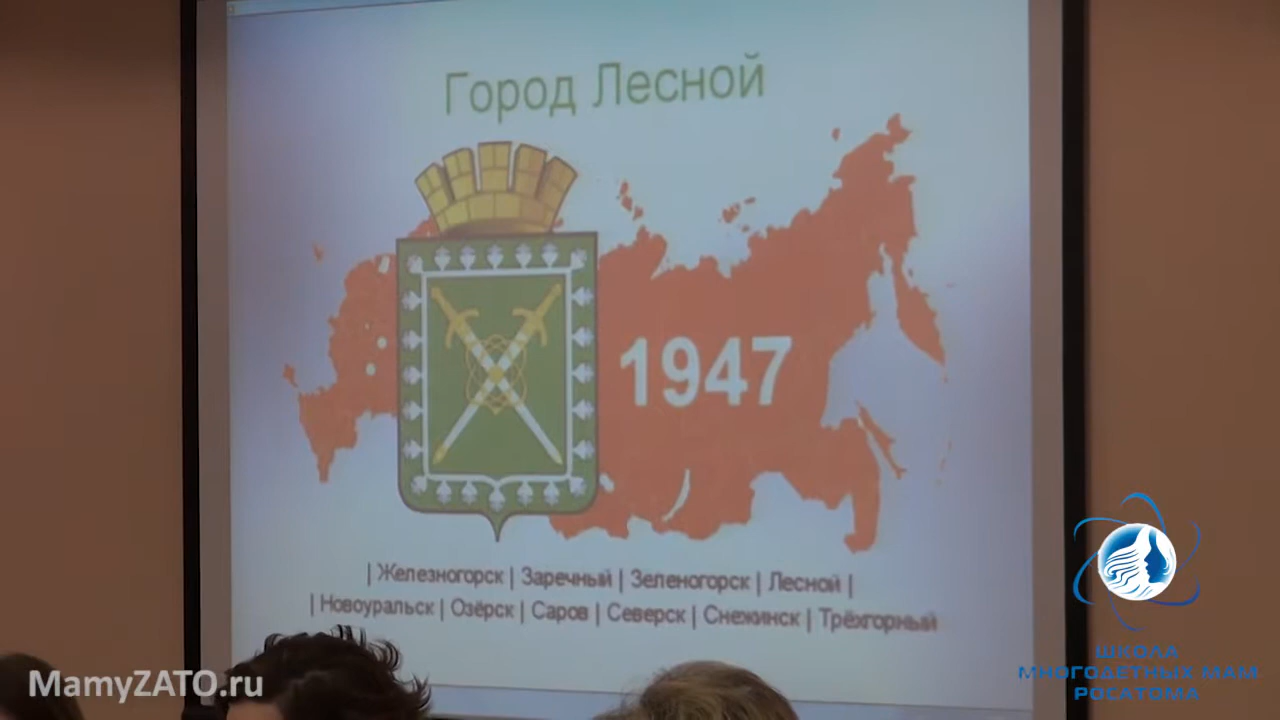 Город Лесной
1947
| Железногорск | Заречный | Зеленогорск | Лесной |
| Новоуральск | Озёрск | Саров | Северск | Снежинск | Трёхгорный
MamyZATO.ru
ШКОЛА
МНОГОДЕТНЫХ МАМ
РОСАТОМА